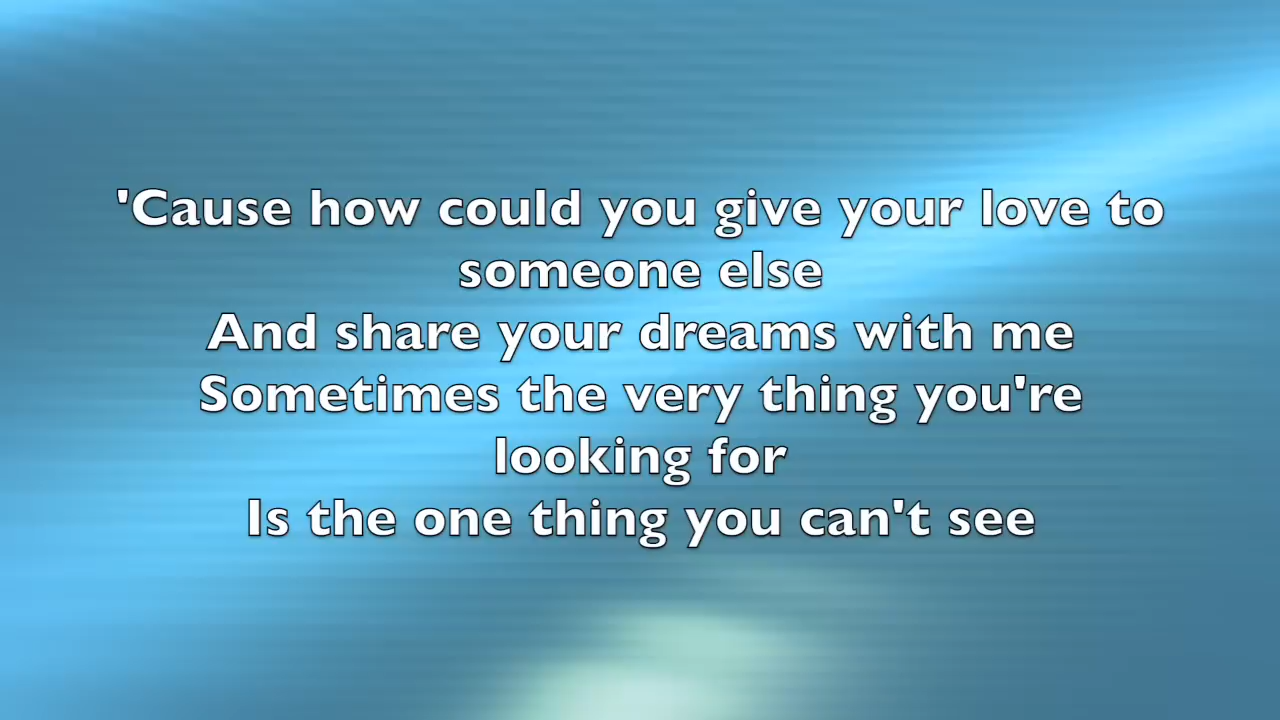 'Cause how could you give your love to
someone else
And share your dreams with me
Sometimes the very thing you're
looking for
Is the one thing you can't see